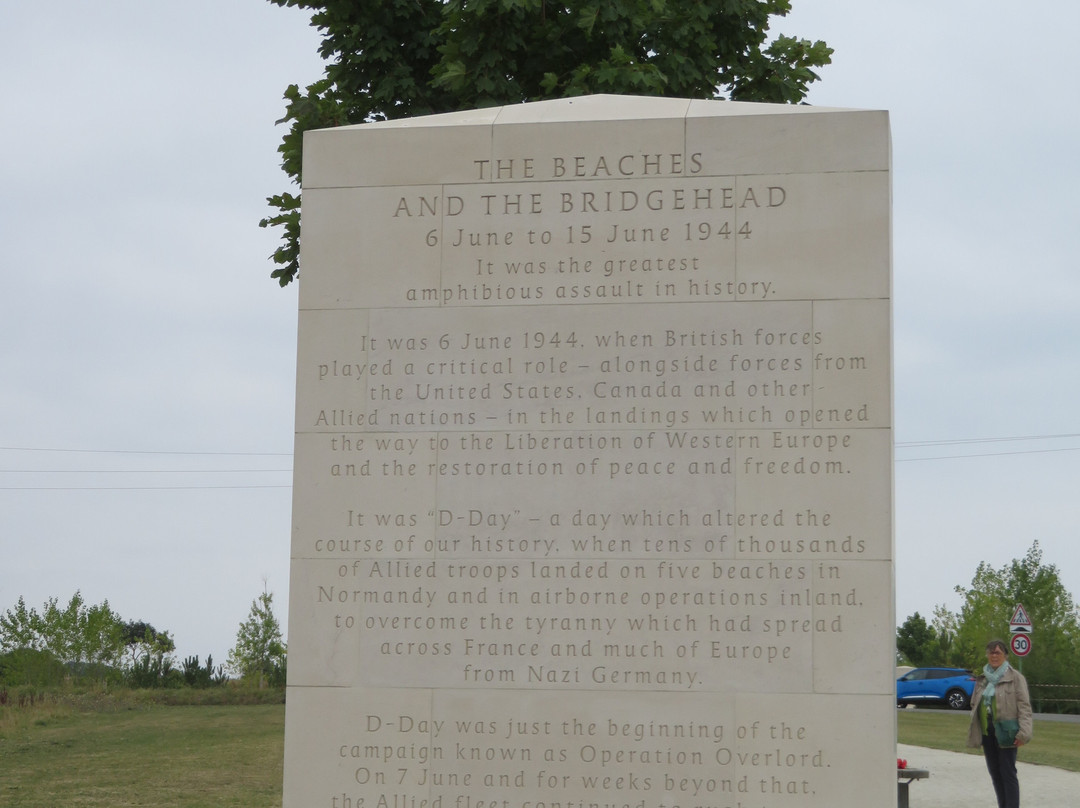 THE BEACHES
AND THE BRIDGEHEAD
6 June to 15 June 1944
It was the greatest
amphibious assault in history.
It was 6 June 1944, when British forces
played a critical role – alongside forces from
the United States, Canada and other
Allied nations – in the landings which opened
the way to the Liberation of Western Europe
and the restoration of peace and freedom.
It was “D-Day” – a day which altered the
course of our history, when tens of thousands
of Allied troops landed on five beaches in
Normandy and in airborne operations inland,
to overcome the tyranny which had spread
across France and much of Europe
from Nazi Germany.
D-Day was just the beginning of the
campaign known as Operation Overlord.
On 7 June and for weeks beyond that,
the Allied fleet continued to
30